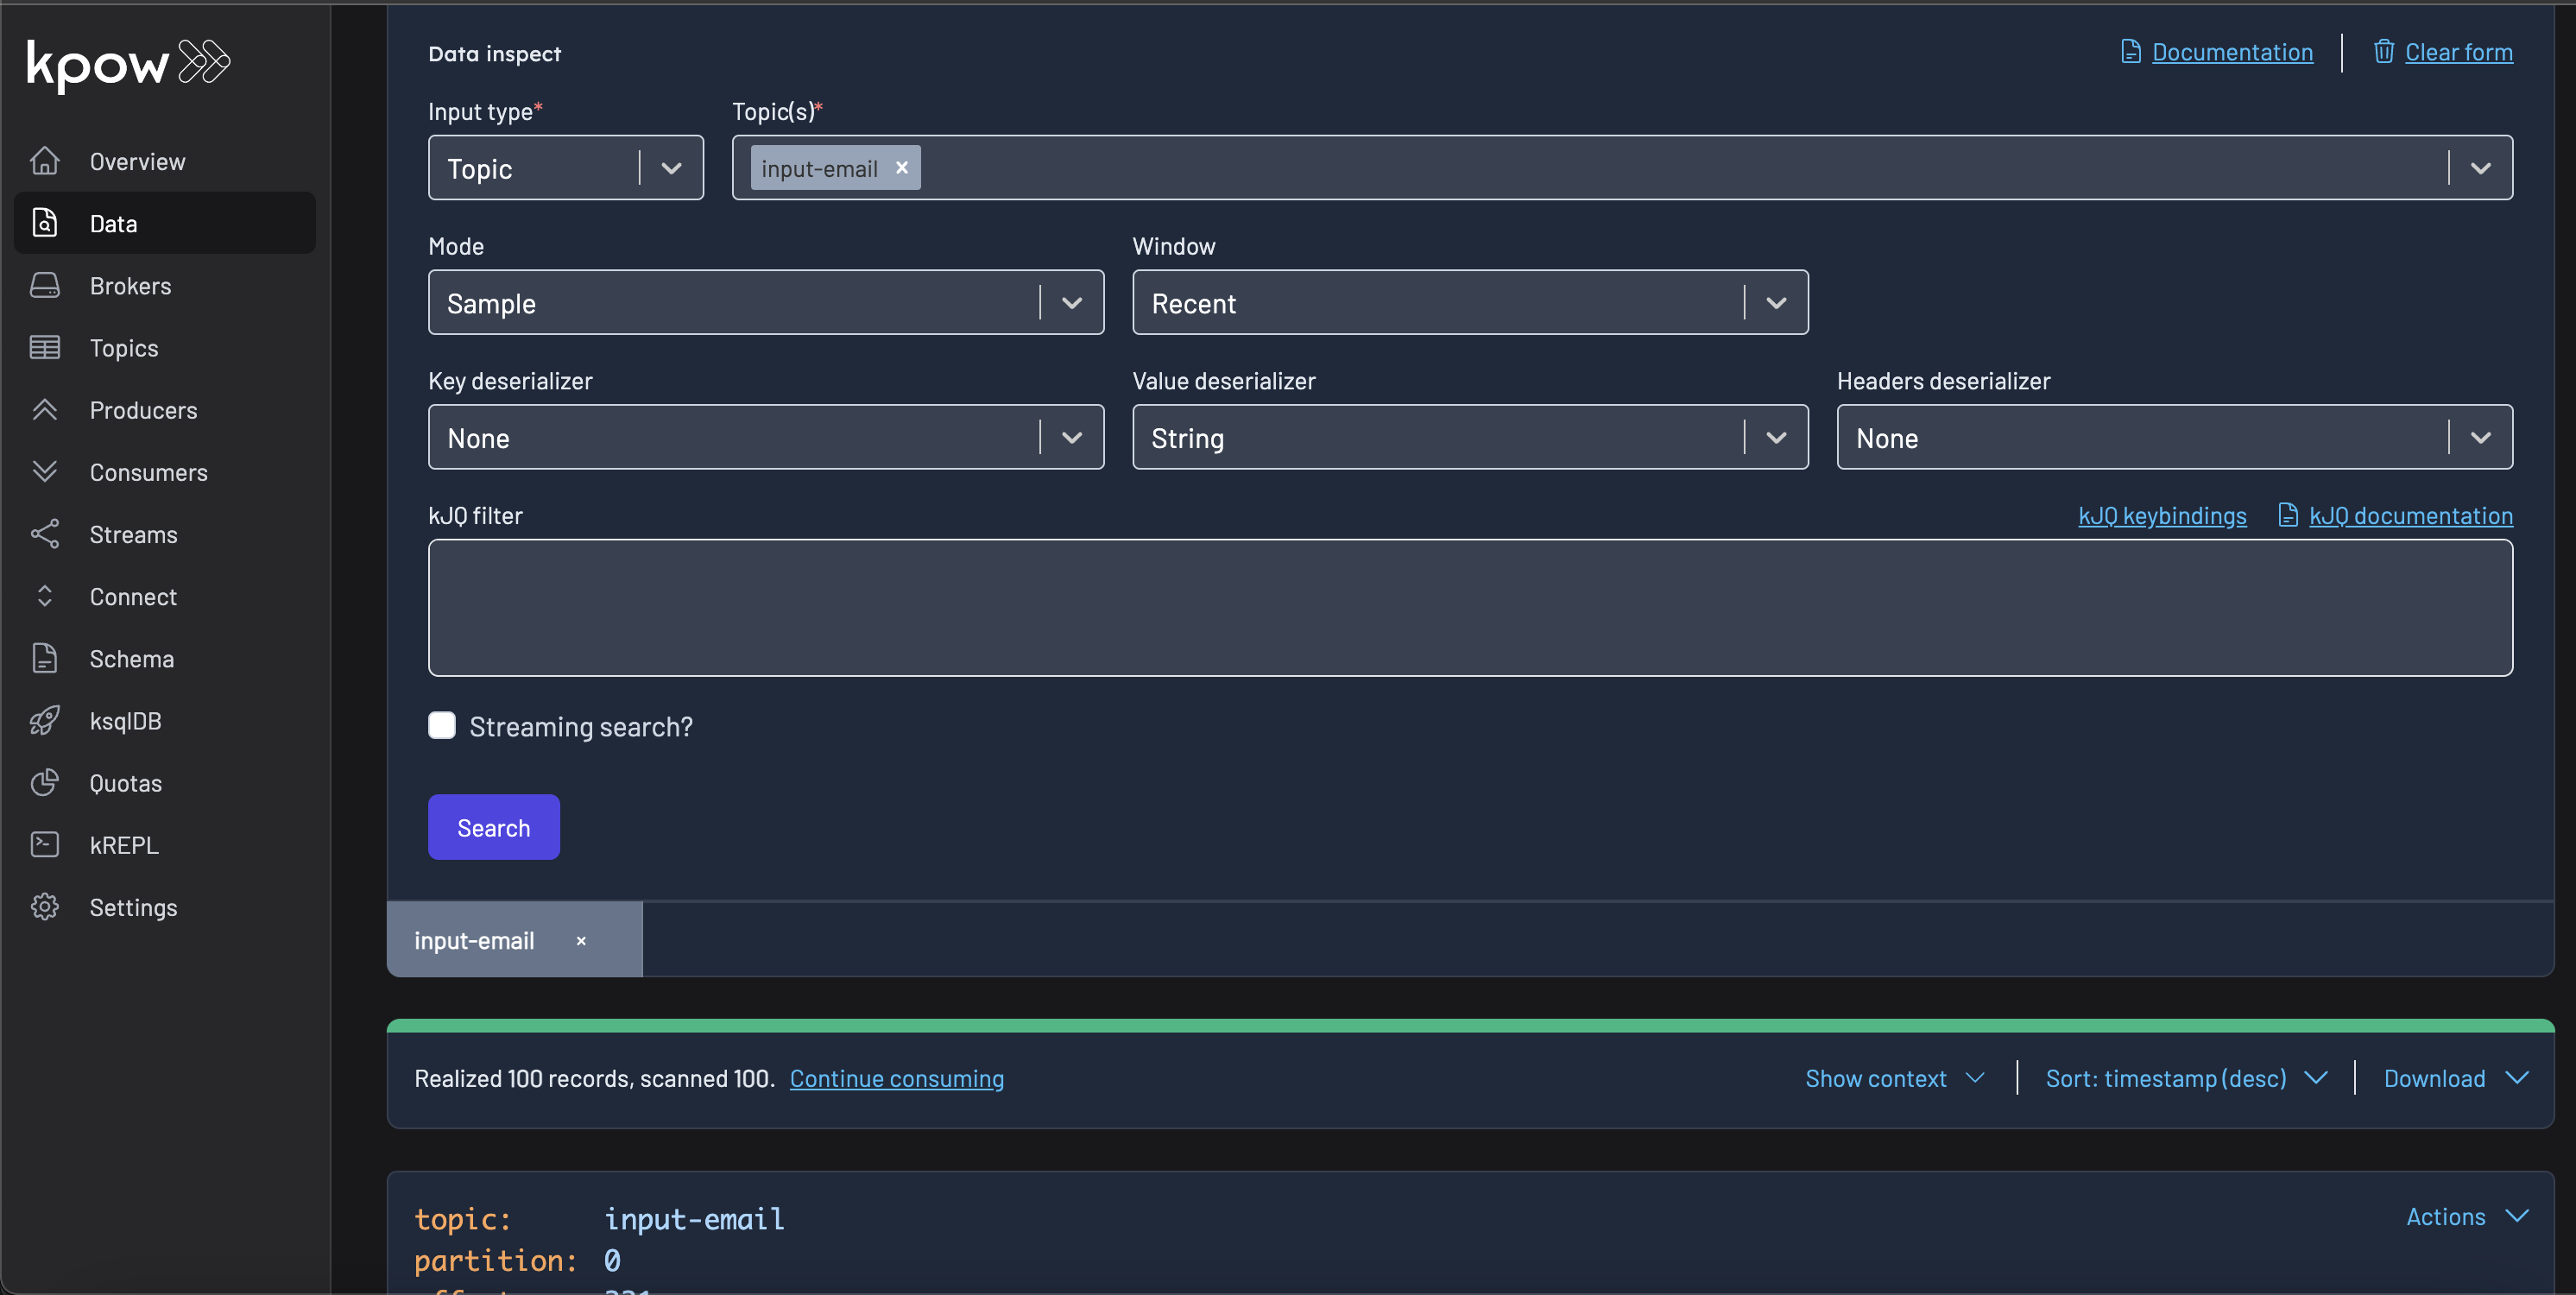 kpow
Overview
Data
Brokers
Topics
Producers
Consumers
Streams
Connect
Schema
ksqlDB
Quotas
kREPL
Settings
Data inspect
Documentation
Clear form
Input type*
Topic(s)*
Topic
input-email ×
Mode
Window
Sample
Recent
Key deserializer
Value deserializer
Headers deserializer
None
String
None
kJQ filter
kJQ keybindings
kJQ documentation
Streaming search?
Search
input-email ×
Realized 100 records, scanned 100. Continue consuming
Show context
Sort: timestamp (desc)
Download
topic: input-email
Actions
partition: 0